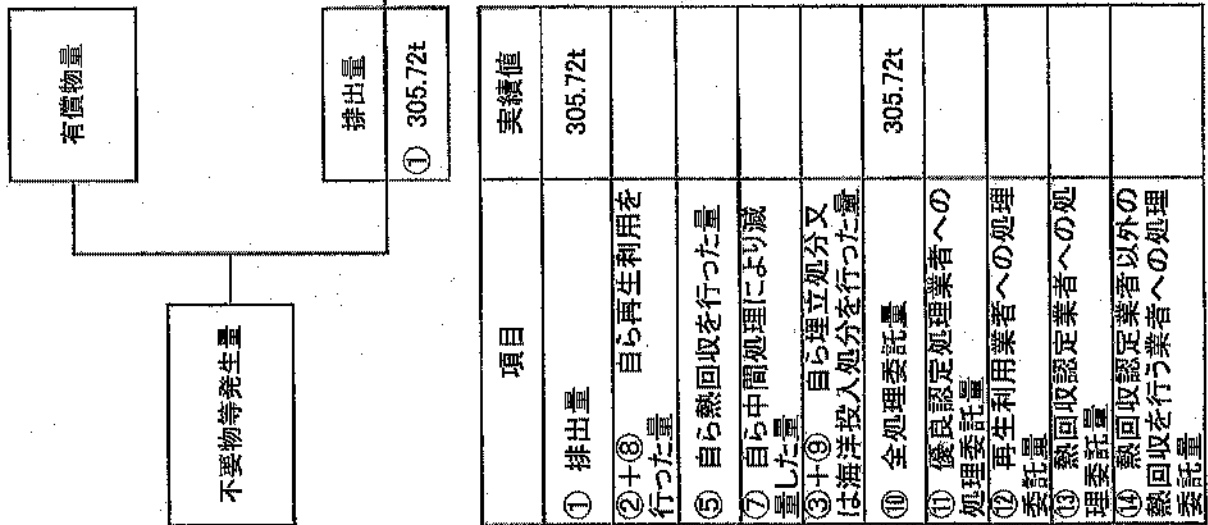 不要物等発生量
有償物量
排出量
① 305.72t
項目
実績値
① 排出量
305.72t
②+⑧ 自ら再生利用を
行った量
⑤ 自ら熱回収を行った量
⑦ 自ら中間処理により減
量した量
③+⑨ 自ら埋立処分又
は海洋投入処分を行った量
⑩ 全処理委託量
305.72t
⑪ 優良認定処理業者への
処理委託量
⑫ 再生利用業者への処理
委託量
⑬ 熱回収認定業者への処
理委託量
⑭ 熱回収認定業者以外の
熱回収を行う業者への処理
委託量